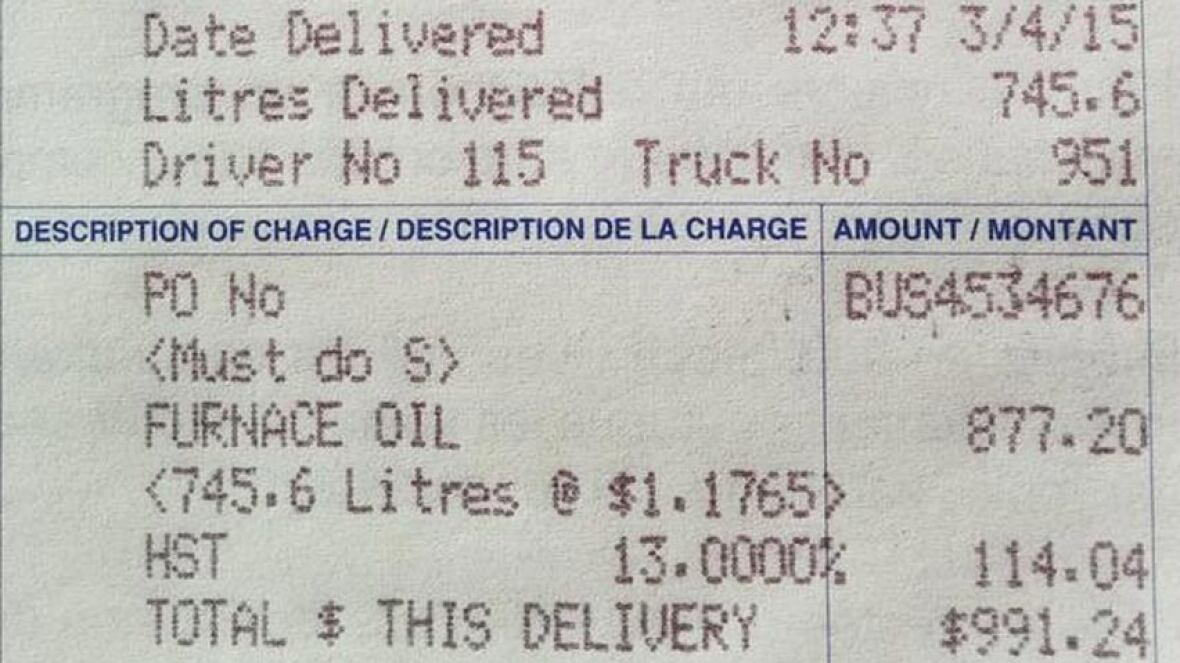 Date Delivered 12:37 3/4/15
Litres Delivered 745.6
Driver No 115 Truck No 951
DESCRIPTION OF CHARGE / DESCRIPTION DE LA CHARGE AMOUNT / MONTANT
PO No BUS4534676
<Must do S>
FURNACE OIL 877.20
<745.6 Litres @ $1.1765>
HST 13.0000% 114.04
TOTAL $ THIS DELIVERY $991.24